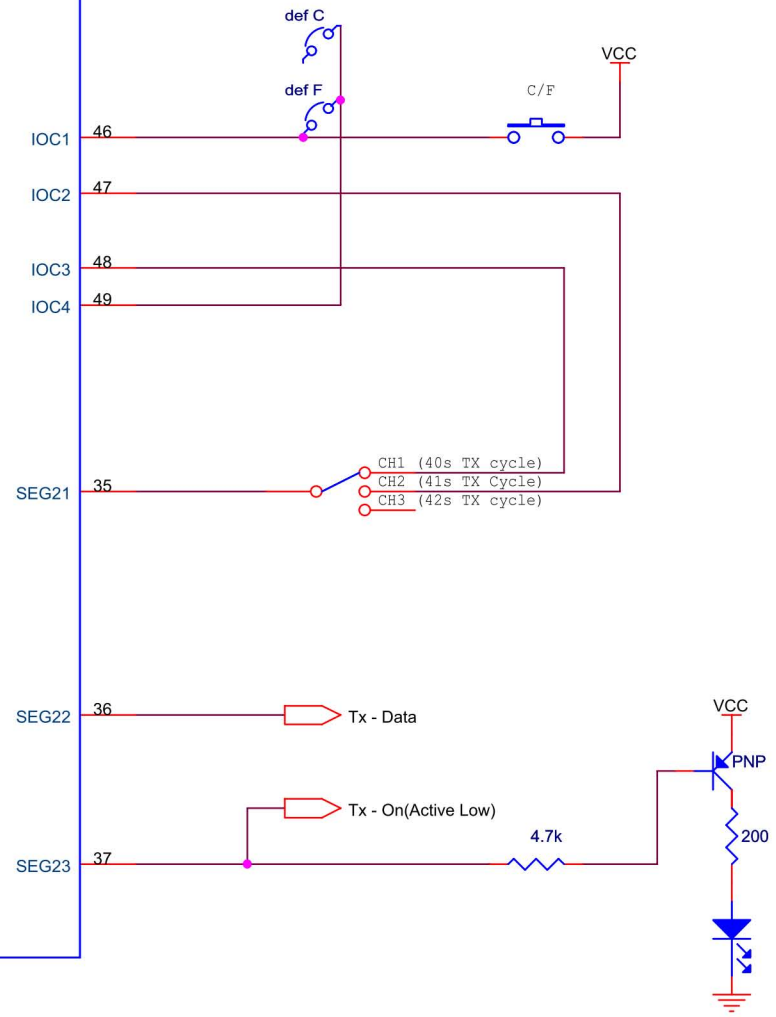 def C
VCC
def F
C/F
IOC1
46
IOC2
47
IOC3
48
IOC4
49
CH1 (40s TX cycle)
SEG21
35
CH2 (41s TX Cycle)
CH3 (42s TX cycle)
SEG22
36
Tx - Data
VCC
PNP
Tx - On(Active Low)
4.7k
200
SEG23
37